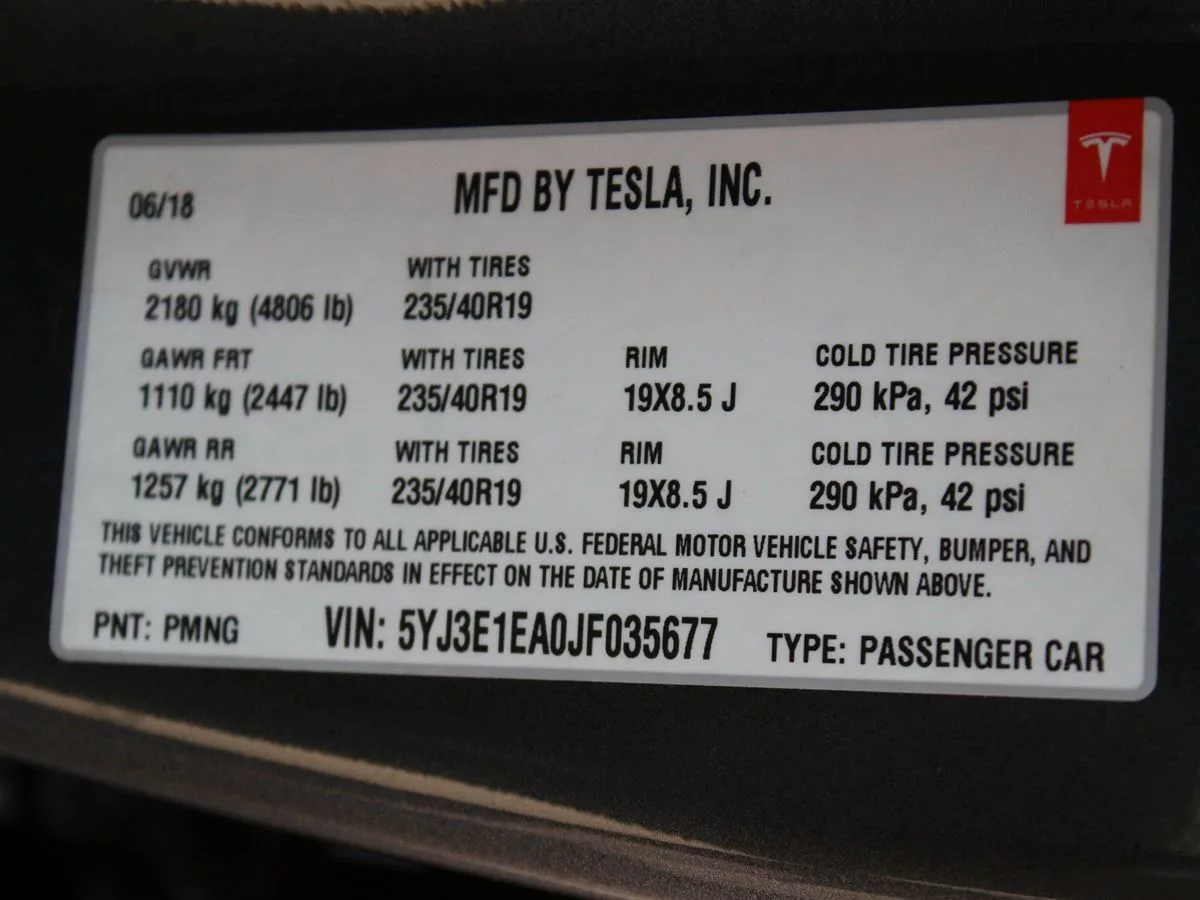 06/18 MFD BY TESLA, INC.
TESLA
GVWR WITH TIRES
2180 kg (4806 lb) 235/40R19
GAWR FRT WITH TIRES RIM COLD TIRE PRESSURE
1110 kg (2447 lb) 235/40R19 19X8.5 J 290 kPa, 42 psi
GAWR RR WITH TIRES RIM COLD TIRE PRESSURE
1257 kg (2771 lb) 235/40R19 19X8.5 J 290 kPa, 42 psi
THIS VEHICLE CONFORMS TO ALL APPLICABLE U.S. FEDERAL MOTOR VEHICLE SAFETY, BUMPER, AND
THEFT PREVENTION STANDARDS IN EFFECT ON THE DATE OF MANUFACTURE SHOWN ABOVE.
PNT: PMNG VIN: 5YJ3E1EA0JF035677 TYPE: PASSENGER CAR